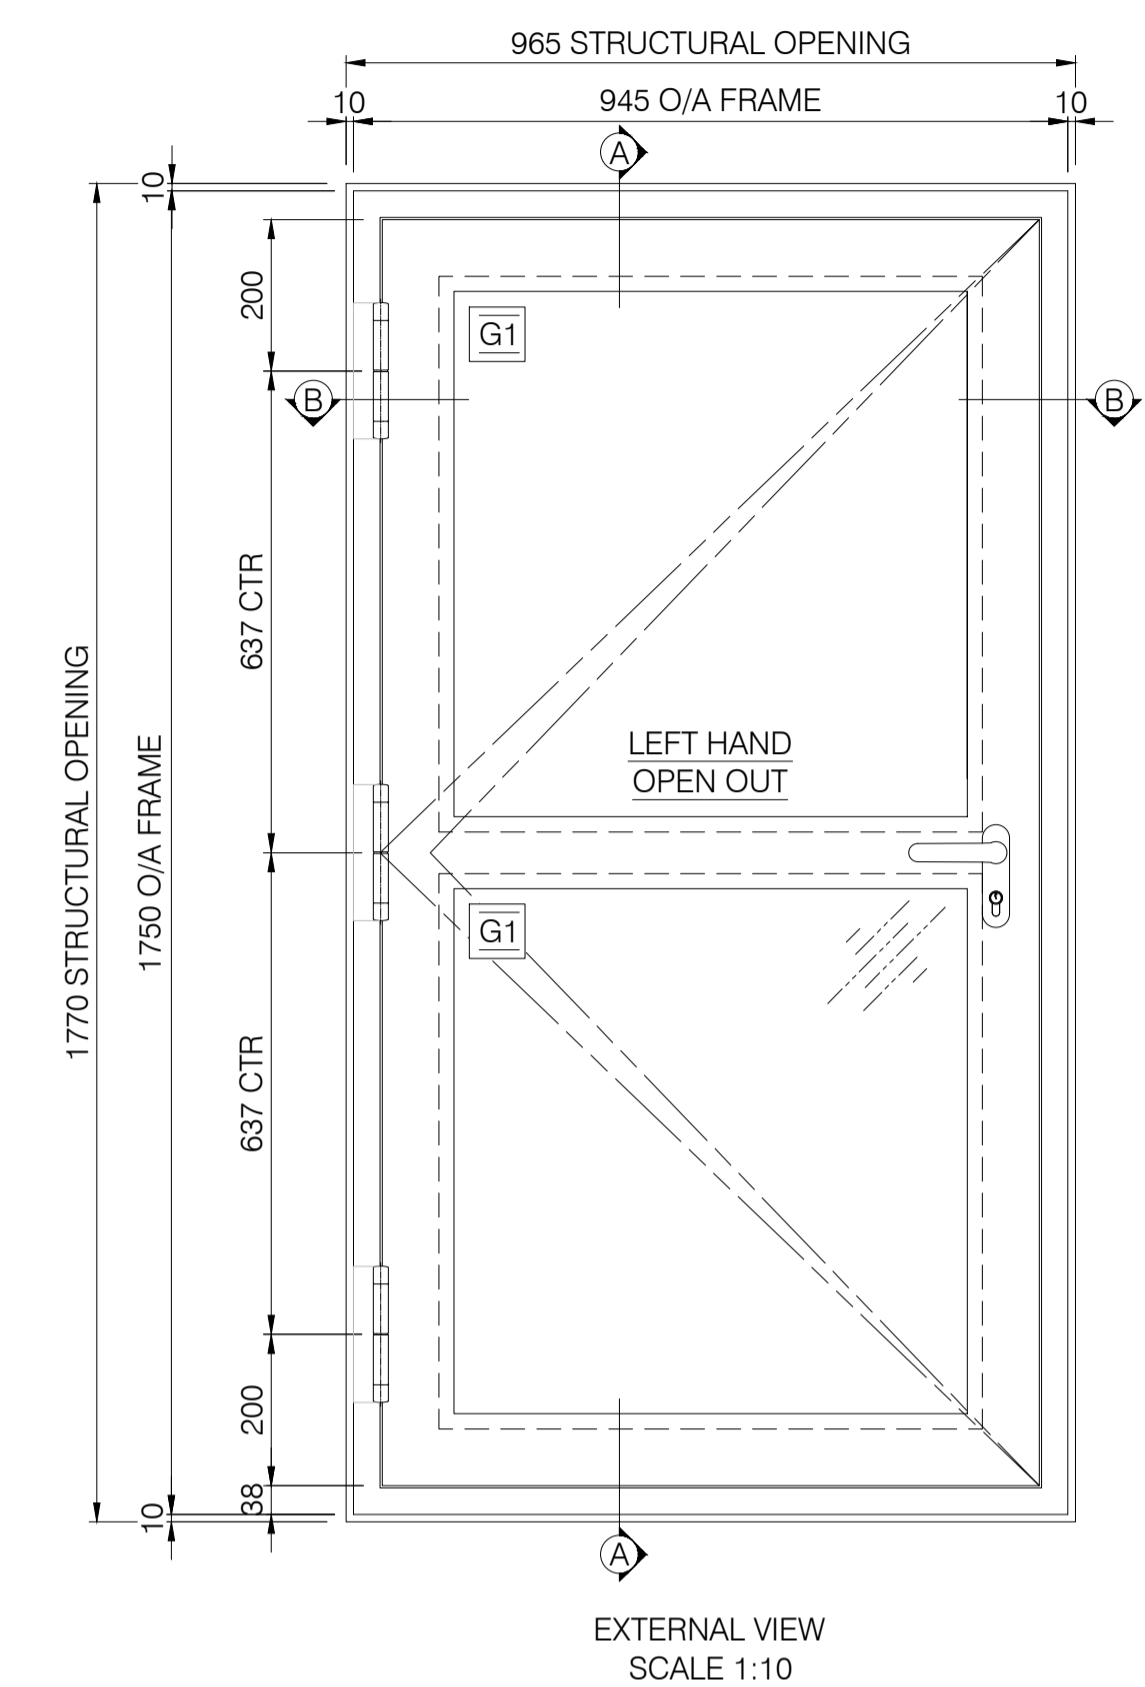 965 STRUCTURAL OPENING
10
945 O/A FRAME
10
A
10
200
G1
B
B
637 CTR
1770 STRUCTURAL OPENING
1750 O/A FRAME
LEFT HAND
OPEN OUT
G1
637 CTR
200
38
10
A
EXTERNAL VIEW
SCALE 1:10